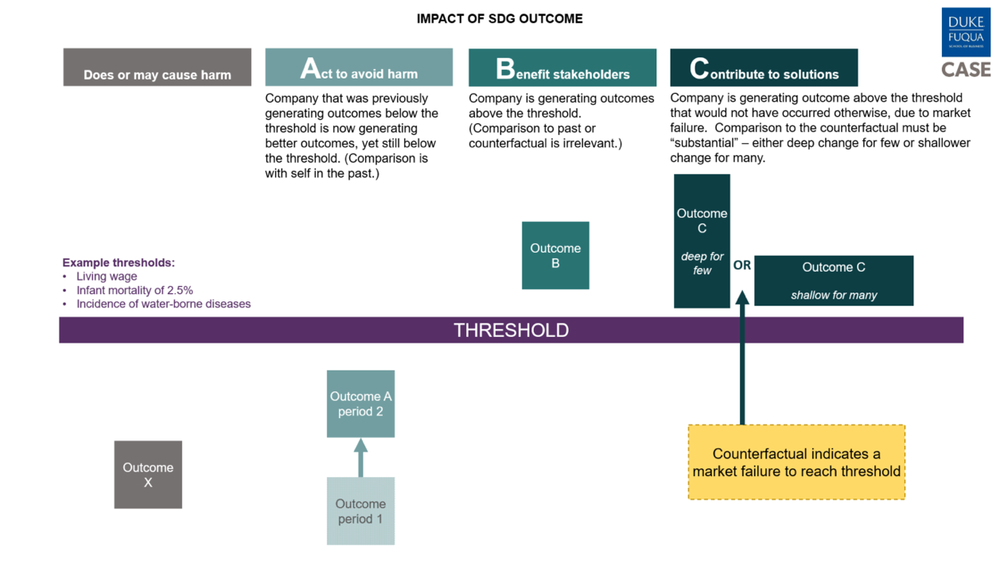 IMPACT OF SDG OUTCOME
DUKE
FUQUA
SCHOOL OF BUSINESS
CASE
Does or may cause harm
Act to avoid harm
Company that was previously
generating outcomes below the
threshold is now generating
better outcomes, yet still below
the threshold. (Comparison is
with self in the past.)
Benefit stakeholders
Company is generating outcomes
above the threshold.
(Comparison to past or
counterfactual is irrelevant.)
Contribute to solutions
Company is generating outcome above the threshold
that would not have occurred otherwise, due to market
failure.  Comparison to the counterfactual must be
“substantial” – either deep change for few or shallower
change for many.
Outcome
B
Outcome
C
deep for
few
OR
Outcome C
shallow for many
Example thresholds:
• Living wage
• Infant mortality of 2.5%
• Incidence of water-borne diseases
THRESHOLD
Outcome
X
Outcome A
period 2
Outcome
period 1
Counterfactual indicates a
market failure to reach threshold